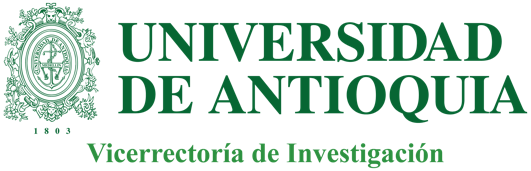 UNIVERSIDAD
DE ANTIOQUIA
1803
Vicerrectoría de Investigación